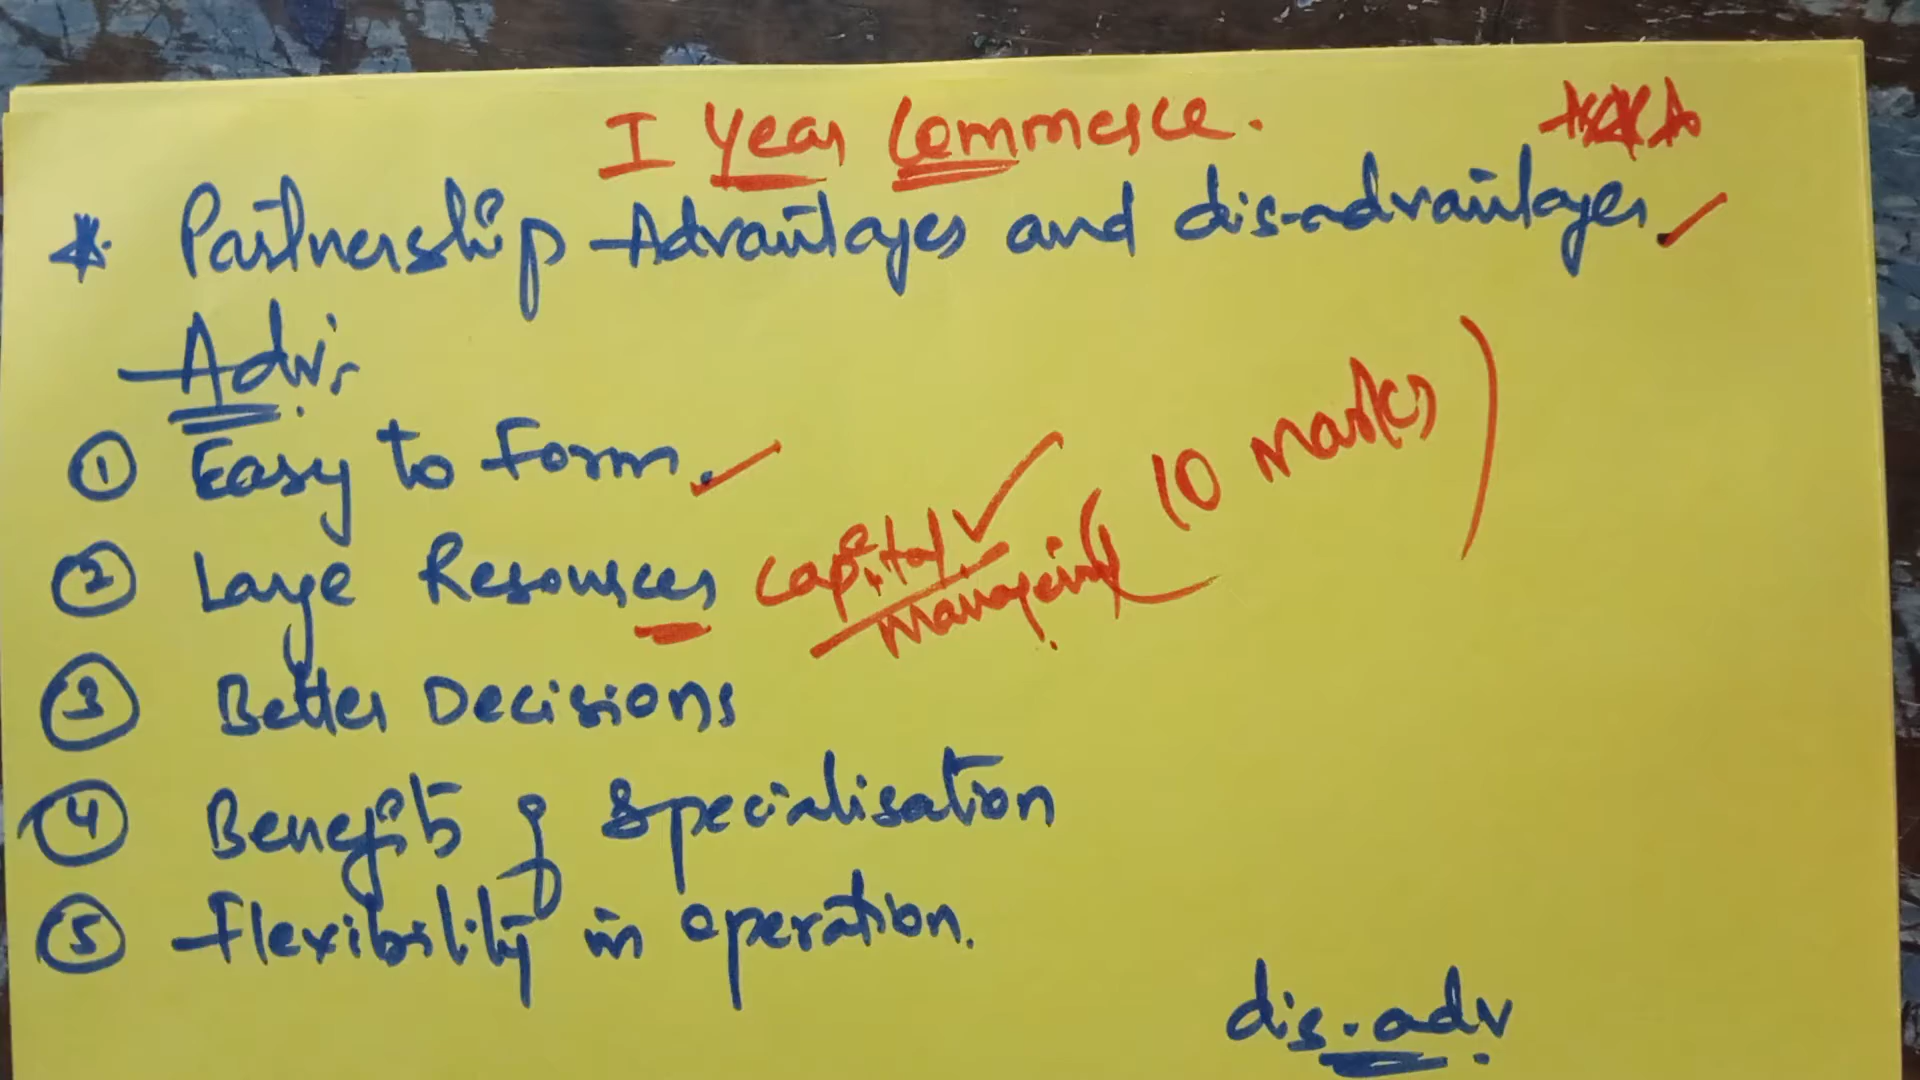 I Year Commerce.
* Partnership Advantages and dis-advantages
Adv's
① Easy to form.
② Large Resources capital
managerial
(10 marks)
③ Better Decisions
④ Benefits of specialisation
⑤ Flexibility in operation.
dis-adv